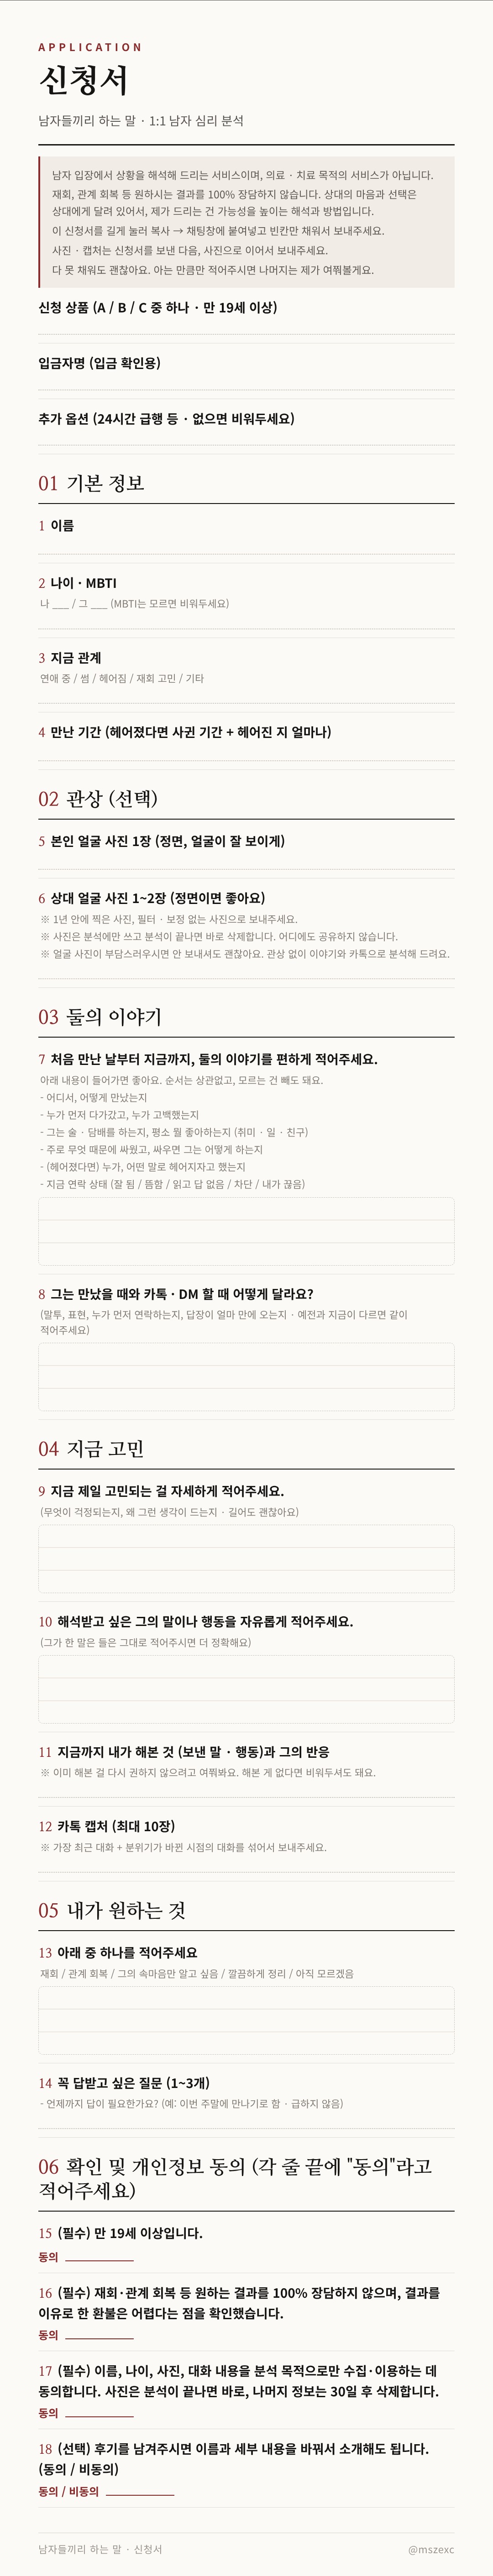 APPLICATION
신청서
남자들끼리 하는 말 · 1:1 남자 심리 분석
남자 입장에서 상황을 해석해 드리는 서비스이며, 의료 · 치료 목적의 서비스가 아닙니다.
재회, 관계 회복 등 원하시는 결과를 100% 장담하지 않습니다. 상대의 마음과 선택은
상대에게 달려 있어서, 제가 드리는 건 가능성을 높이는 해석과 방법입니다.
이 신청서를 길게 눌러 복사 → 채팅창에 붙여넣고 빈칸만 채워서 보내주세요.
사진 · 캡처는 신청서를 보낸 다음, 사진으로 이어서 보내주세요.
다 못 채워도 괜찮아요. 아는 만큼만 적어주시면 나머지는 제가 여쭤볼게요.
신청 상품 (A / B / C 중 하나 · 만 19세 이상)
입금자명 (입금 확인용)
추가 옵션 (24시간 급행 등 · 없으면 비워두세요)
01 기본 정보
1 이름
2 나이 · MBTI
나 ___ / 그 ___ (MBTI는 모르면 비워두세요)
3 지금 관계
연애 중 / 썸 / 헤어짐 / 재회 고민 / 기타
4 만난 기간 (헤어졌다면 사귄 기간 + 헤어진 지 얼마나)
02 관상 (선택)
5 본인 얼굴 사진 1장 (정면, 얼굴이 잘 보이게)
6 상대 얼굴 사진 1~2장 (정면이면 좋아요)
※ 1년 안에 찍은 사진, 필터 · 보정 없는 사진으로 보내주세요.
※ 사진은 분석에만 쓰고 분석이 끝나면 바로 삭제합니다. 어디에도 공유하지 않습니다.
※ 얼굴 사진이 부담스러우시면 안 보내셔도 괜찮아요. 관상 없이 이야기와 카톡으로 분석해 드려요.
03 둘의 이야기
7 처음 만난 날부터 지금까지, 둘의 이야기를 편하게 적어주세요.
아래 내용이 들어가면 좋아요. 순서는 상관없고, 모르는 건 빼도 돼요.
- 어디서, 어떻게 만났는지
- 누가 먼저 다가갔고, 누가 고백했는지
- 그는 술 · 담배를 하는지, 평소 뭘 좋아하는지 (취미 · 일 · 친구)
- 주로 무엇 때문에 싸웠고, 싸우면 그는 어떻게 하는지
- (헤어졌다면) 누가, 어떤 말로 헤어지자고 했는지
- 지금 연락 상태 (잘 됨 / 뜸함 / 읽고 답 없음 / 차단 / 내가 끊음)
8 그는 만났을 때와 카톡 · DM 할 때 어떻게 달라요?
(말투, 표현, 누가 먼저 연락하는지, 답장이 얼마 만에 오는지 · 예전과 지금이 다르면 같이
적어주세요)
04 지금 고민
9 지금 제일 고민되는 걸 자세하게 적어주세요.
(무엇이 걱정되는지, 왜 그런 생각이 드는지 · 길어도 괜찮아요)
10 해석받고 싶은 그의 말이나 행동을 자유롭게 적어주세요.
(그가 한 말은 들은 그대로 적어주시면 더 정확해요)
11 지금까지 내가 해본 것 (보낸 말 · 행동)과 그의 반응
※ 이미 해본 걸 다시 권하지 않으려고 여쭤봐요. 해본 게 없다면 비워두셔도 돼요.
12 카톡 캡처 (최대 10장)
※ 가장 최근 대화 + 분위기가 바뀐 시점의 대화를 섞어서 보내주세요.
05 내가 원하는 것
13 아래 중 하나를 적어주세요
재회 / 관계 회복 / 그의 속마음만 알고 싶음 / 깔끔하게 정리 / 아직 모르겠음
14 꼭 답받고 싶은 질문 (1~3개)
- 언제까지 답이 필요한가요? (예: 이번 주말에 만나기로 함 · 급하지 않음)
06 확인 및 개인정보 동의 (각 줄 끝에 "동의"라고
적어주세요)
15 (필수) 만 19세 이상입니다.
동의 ____________
16 (필수) 재회·관계 회복 등 원하는 결과를 100% 장담하지 않으며, 결과를
이유로 한 환불은 어렵다는 점을 확인했습니다.
동의 ____________
17 (필수) 이름, 나이, 사진, 대화 내용을 분석 목적으로만 수집·이용하는 데
동의합니다. 사진은 분석이 끝나면 바로, 나머지 정보는 30일 후 삭제합니다.
동의 ____________
18 (선택) 후기를 남겨주시면 이름과 세부 내용을 바꿔서 소개해도 됩니다.
(동의 / 비동의)
동의 / 비동의 ____________
남자들끼리 하는 말 · 신청서
@mszexc